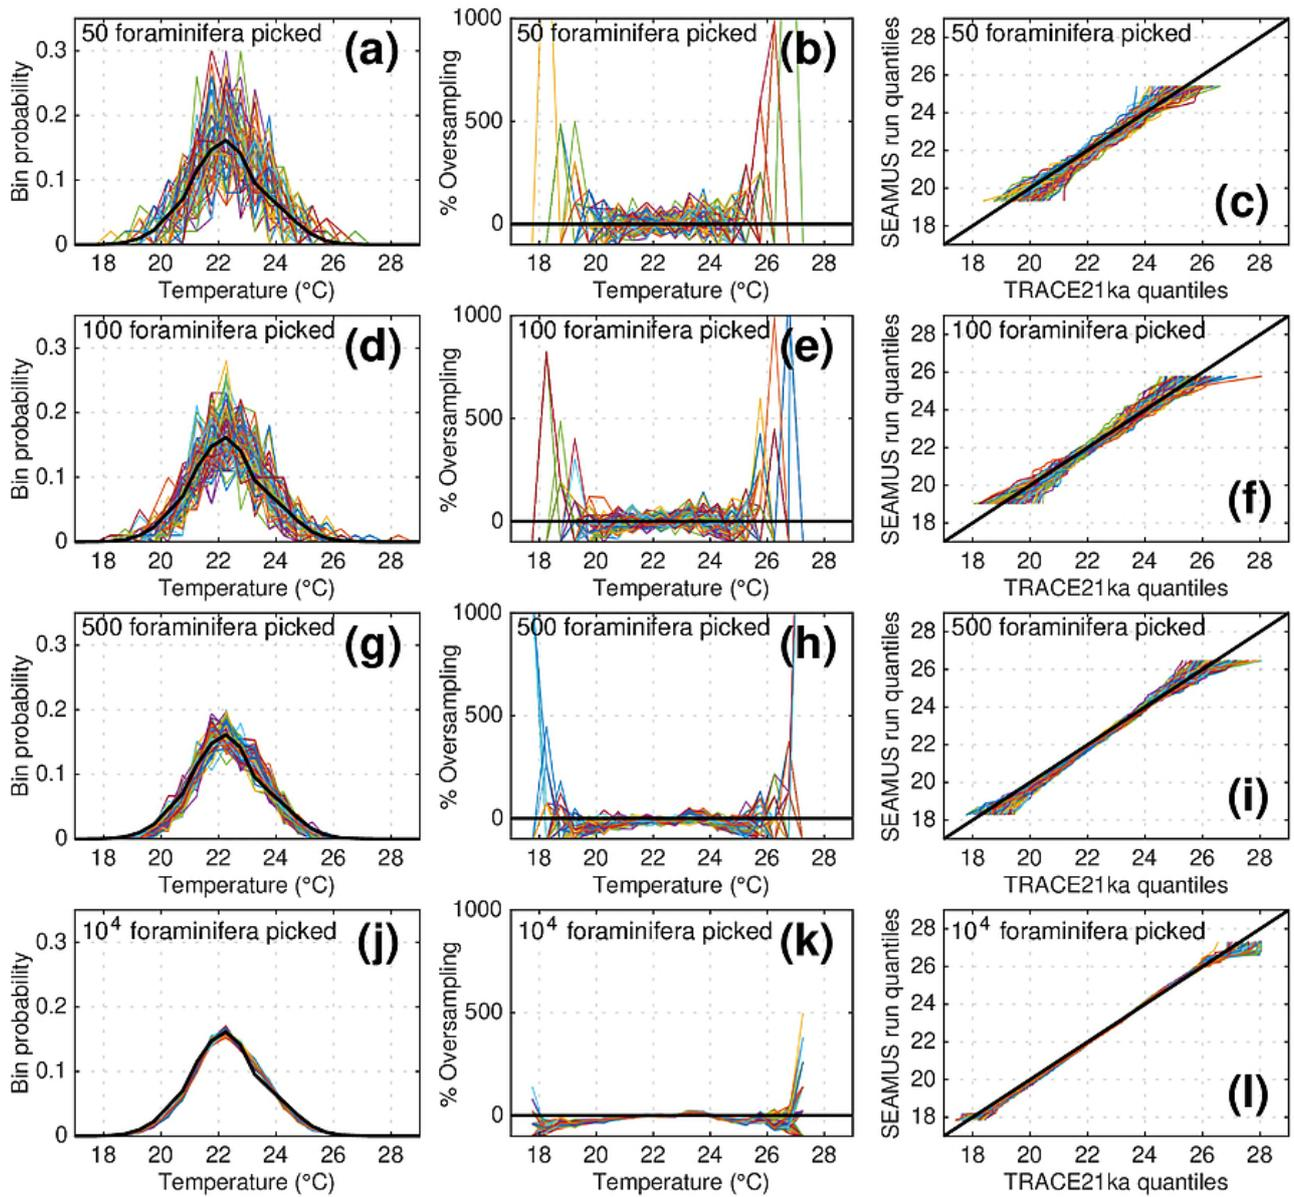 50 foraminifera picked
(a)
0.3
0.2
0.1
0
Bin probability
18 20 22 24 26 28
Temperature (°C)
50 foraminifera picked
(b)
1000
500
0
% Oversampling
18 20 22 24 26 28
Temperature (°C)
50 foraminifera picked
(c)
28
26
24
22
20
18
SEAMUS run quantiles
18 20 22 24 26 28
TRACE21ka quantiles
100 foraminifera picked
(d)
0.3
0.2
0.1
0
Bin probability
18 20 22 24 26 28
Temperature (°C)
100 foraminifera picked
(e)
1000
500
0
% Oversampling
18 20 22 24 26 28
Temperature (°C)
100 foraminifera picked
(f)
28
26
24
22
20
18
SEAMUS run quantiles
18 20 22 24 26 28
TRACE21ka quantiles
500 foraminifera picked
(g)
0.3
0.2
0.1
0
Bin probability
18 20 22 24 26 28
Temperature (°C)
500 foraminifera picked
(h)
1000
500
0
% Oversampling
18 20 22 24 26 28
Temperature (°C)
500 foraminifera picked
(i)
28
26
24
22
20
18
SEAMUS run quantiles
18 20 22 24 26 28
TRACE21ka quantiles
10⁴ foraminifera picked
(j)
0.3
0.2
0.1
0
Bin probability
18 20 22 24 26 28
Temperature (°C)
10⁴ foraminifera picked
(k)
1000
500
0
% Oversampling
18 20 22 24 26 28
Temperature (°C)
10⁴ foraminifera picked
(l)
28
26
24
22
20
18
SEAMUS run quantiles
18 20 22 24 26 28
TRACE21ka quantiles